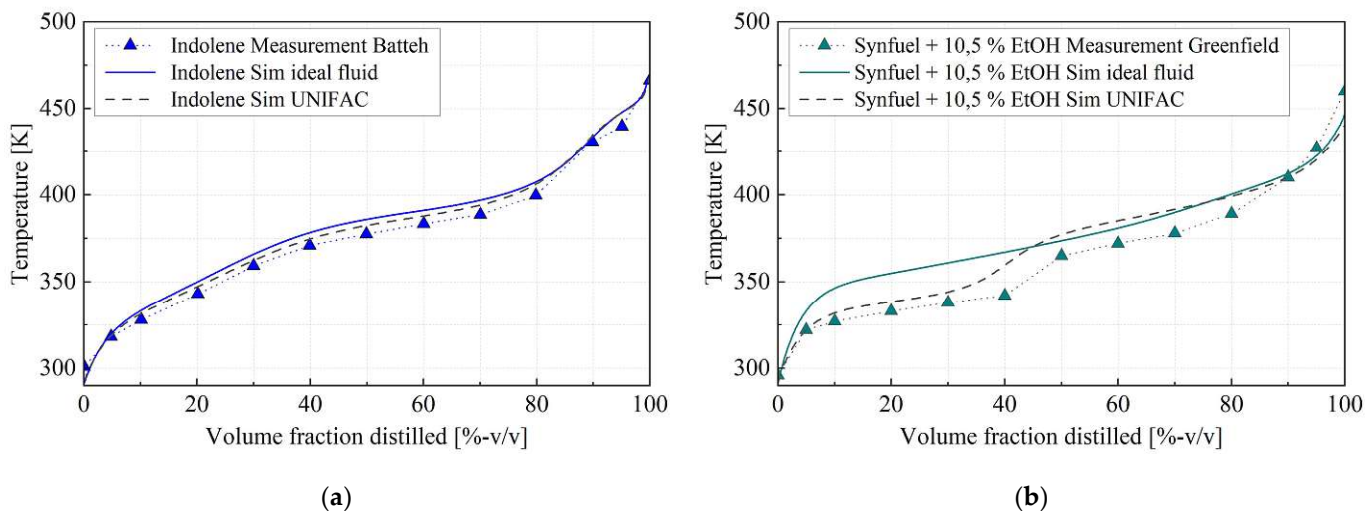 500
450
400
350
300
Temperature [K]
Indolene Measurement Batteh
Indolene Sim ideal fluid
Indolene Sim UNIFAC
0 20 40 60 80 100
Volume fraction distilled [%-v/v]
(a)
500
450
400
350
300
Temperature [K]
Synfuel + 10,5 % EtOH Measurement Greenfield
Synfuel + 10,5 % EtOH Sim ideal fluid
Synfuel + 10,5 % EtOH Sim UNIFAC
0 20 40 60 80 100
Volume fraction distilled [%-v/v]
(b)